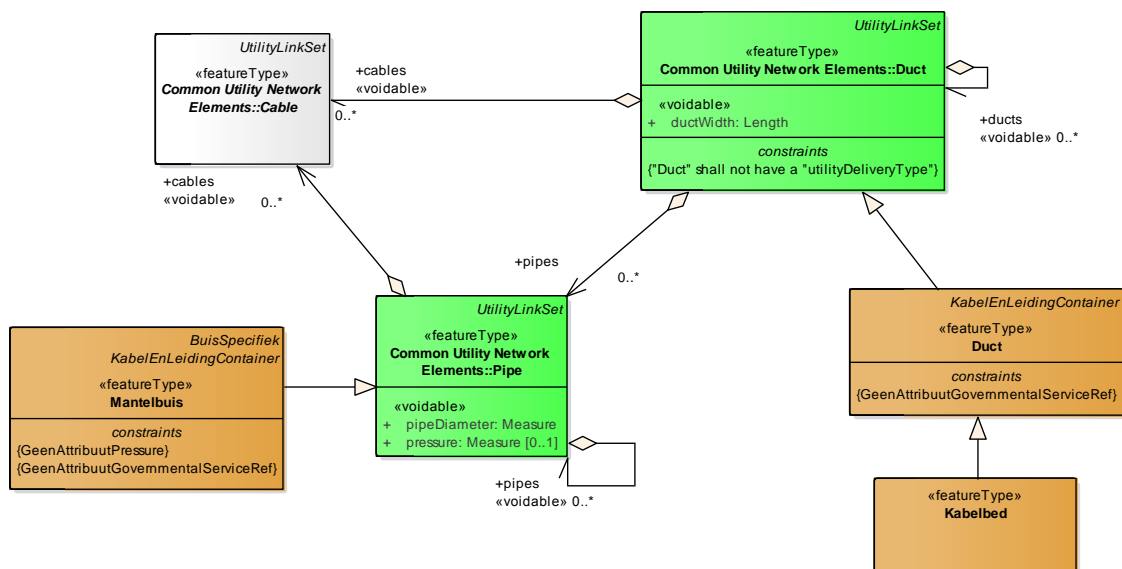 UtilityLinkSet
«featureType»
Common Utility Network
Elements::Cable
+cables
«voidable»
0..*
UtilityLinkSet
«featureType»
Common Utility Network Elements::Duct
«voidable»
+ ductWidth: Length
constraints
{"Duct" shall not have a "utilityDeliveryType"}
+ducts
«voidable» 0..*
+cables
«voidable»
0..*
+pipes
0..*
UtilityLinkSet
«featureType»
Common Utility Network
Elements::Pipe
«voidable»
+ pipeDiameter: Measure
+ pressure: Measure [0..1]
+pipes
«voidable» 0..*
BuisSpecifiek
KabelEnLeidingContainer
«featureType»
Mantelbuis
constraints
{GeenAttribuutPressure}
{GeenAttribuutGovernmentalServiceRef}
KabelEnLeidingContainer
«featureType»
Duct
constraints
{GeenAttribuutGovernmentalServiceRef}
«featureType»
Kabelbed